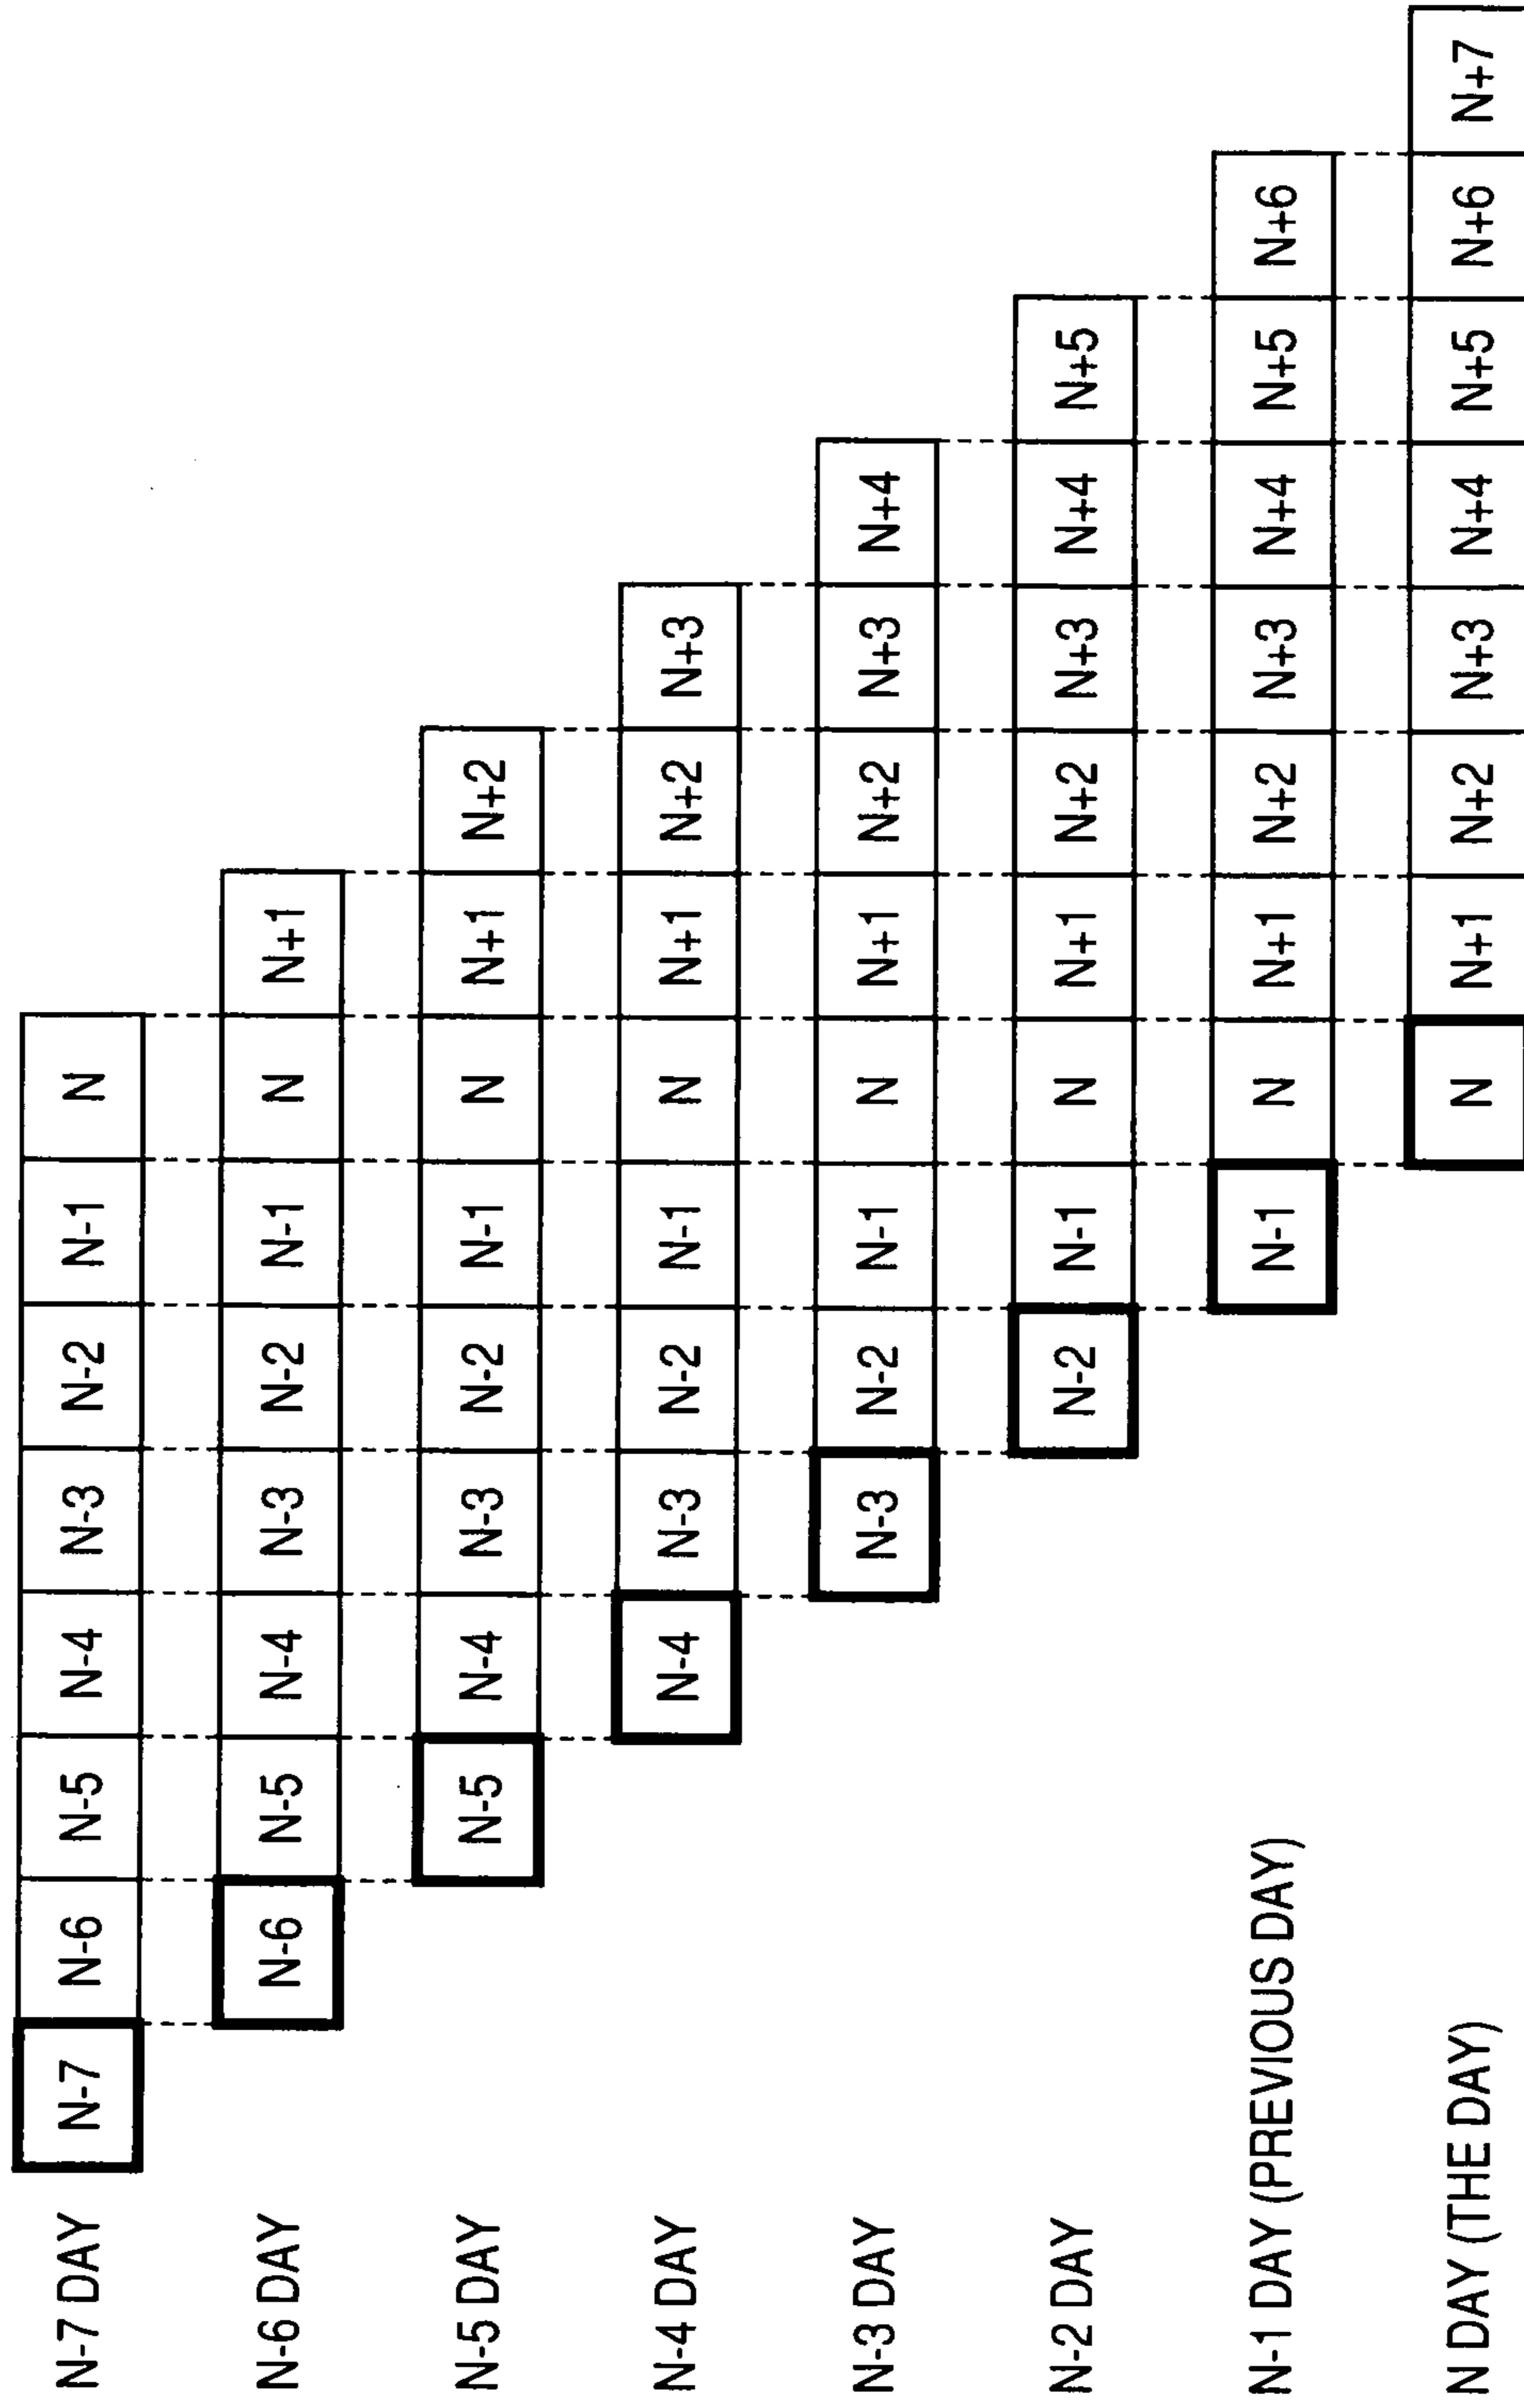 N-7 DAY N-7 N-6 N-5 N-4 N-3 N-2 N-1 N
N-6 DAY N-6 N-5 N-4 N-3 N-2 N-1 N N+1
N-5 DAY N-5 N-4 N-3 N-2 N-1 N N+1 N+2
N-4 DAY N-4 N-3 N-2 N-1 N N+1 N+2 N+3
N-3 DAY N-3 N-2 N-1 N N+1 N+2 N+3 N+4
N-2 DAY N-2 N-1 N N+1 N+2 N+3 N+4 N+5
N-1 DAY (PREVIOUS DAY) N-1 N N+1 N+2 N+3 N+4 N+5 N+6
N DAY (THE DAY) N N+1 N+2 N+3 N+4 N+5 N+6 N+7